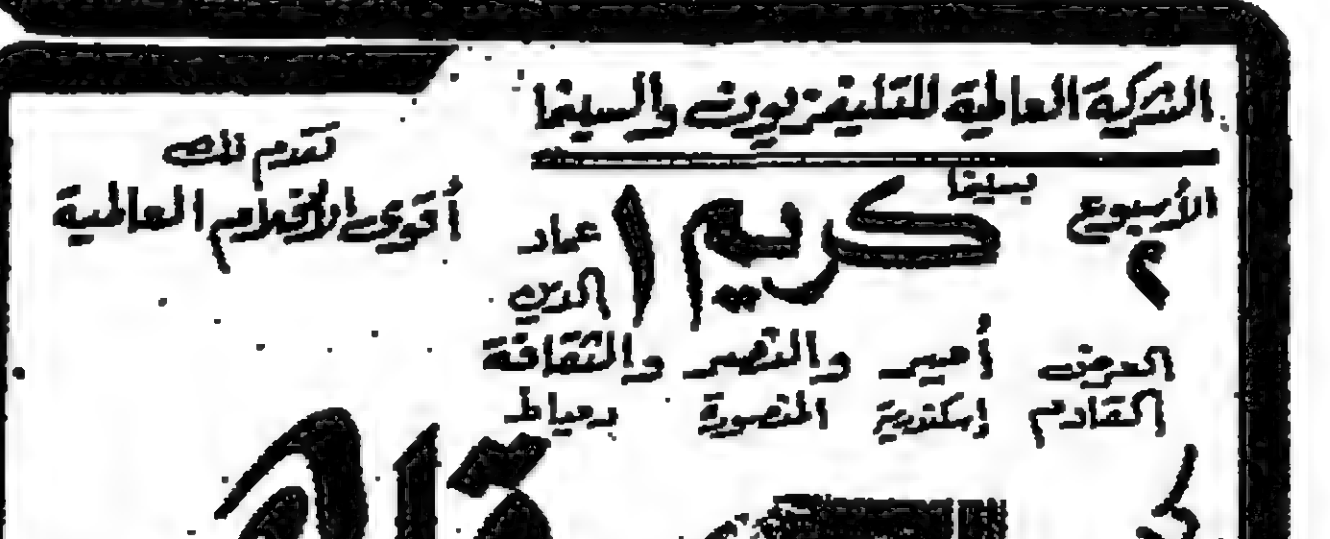 الشركة العالمية للتليفزيون والسينما
تقدم لك
أقوى الأفلام العالمية
الأسبوع ٢
بسينما
كريم ١
عماد الدين
العرض القادم
أمير إسكندرية
والنصر المنصورة
والثقافة بدمياط